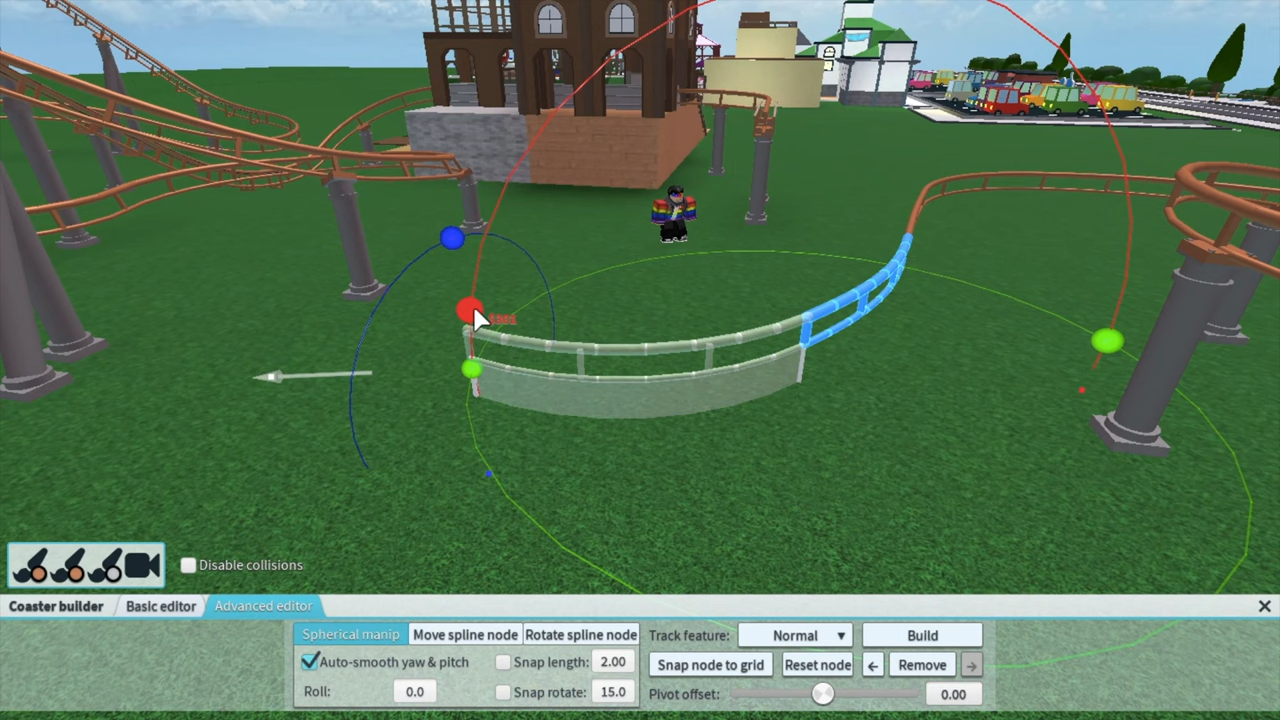 Disable collisions
Coaster builder Basic editor Advanced editor
Spherical manip Move spline node Rotate spline node Track feature: Normal Build
Auto-smooth yaw & pitch Snap length: 2.00 Snap node to grid Reset node Remove
Roll: 0.0 Snap rotate: 15.0 Pivot offset: 0.00